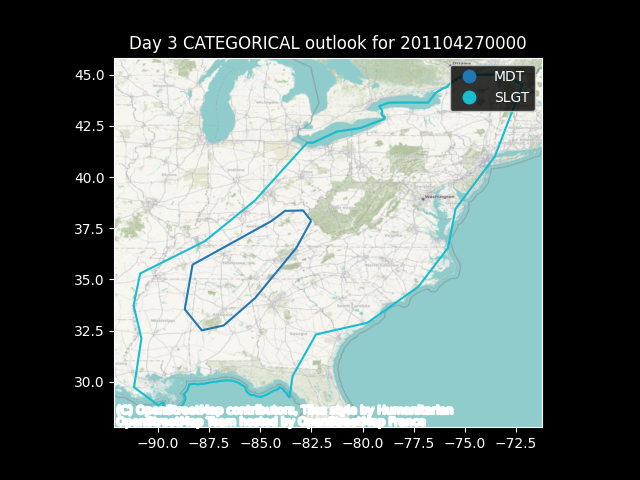 Day 3 CATEGORICAL outlook for 201104270000
MDT
SLGT
45.0
42.5
40.0
37.5
35.0
32.5
30.0
Washington
(C) OpenStreetMap contributors, Tiles style by Humanitarian
OpenStreetMap Team hosted by OpenStreetMap France
−90.0 −87.5 −85.0 −82.5 −80.0 −77.5 −75.0 −72.5